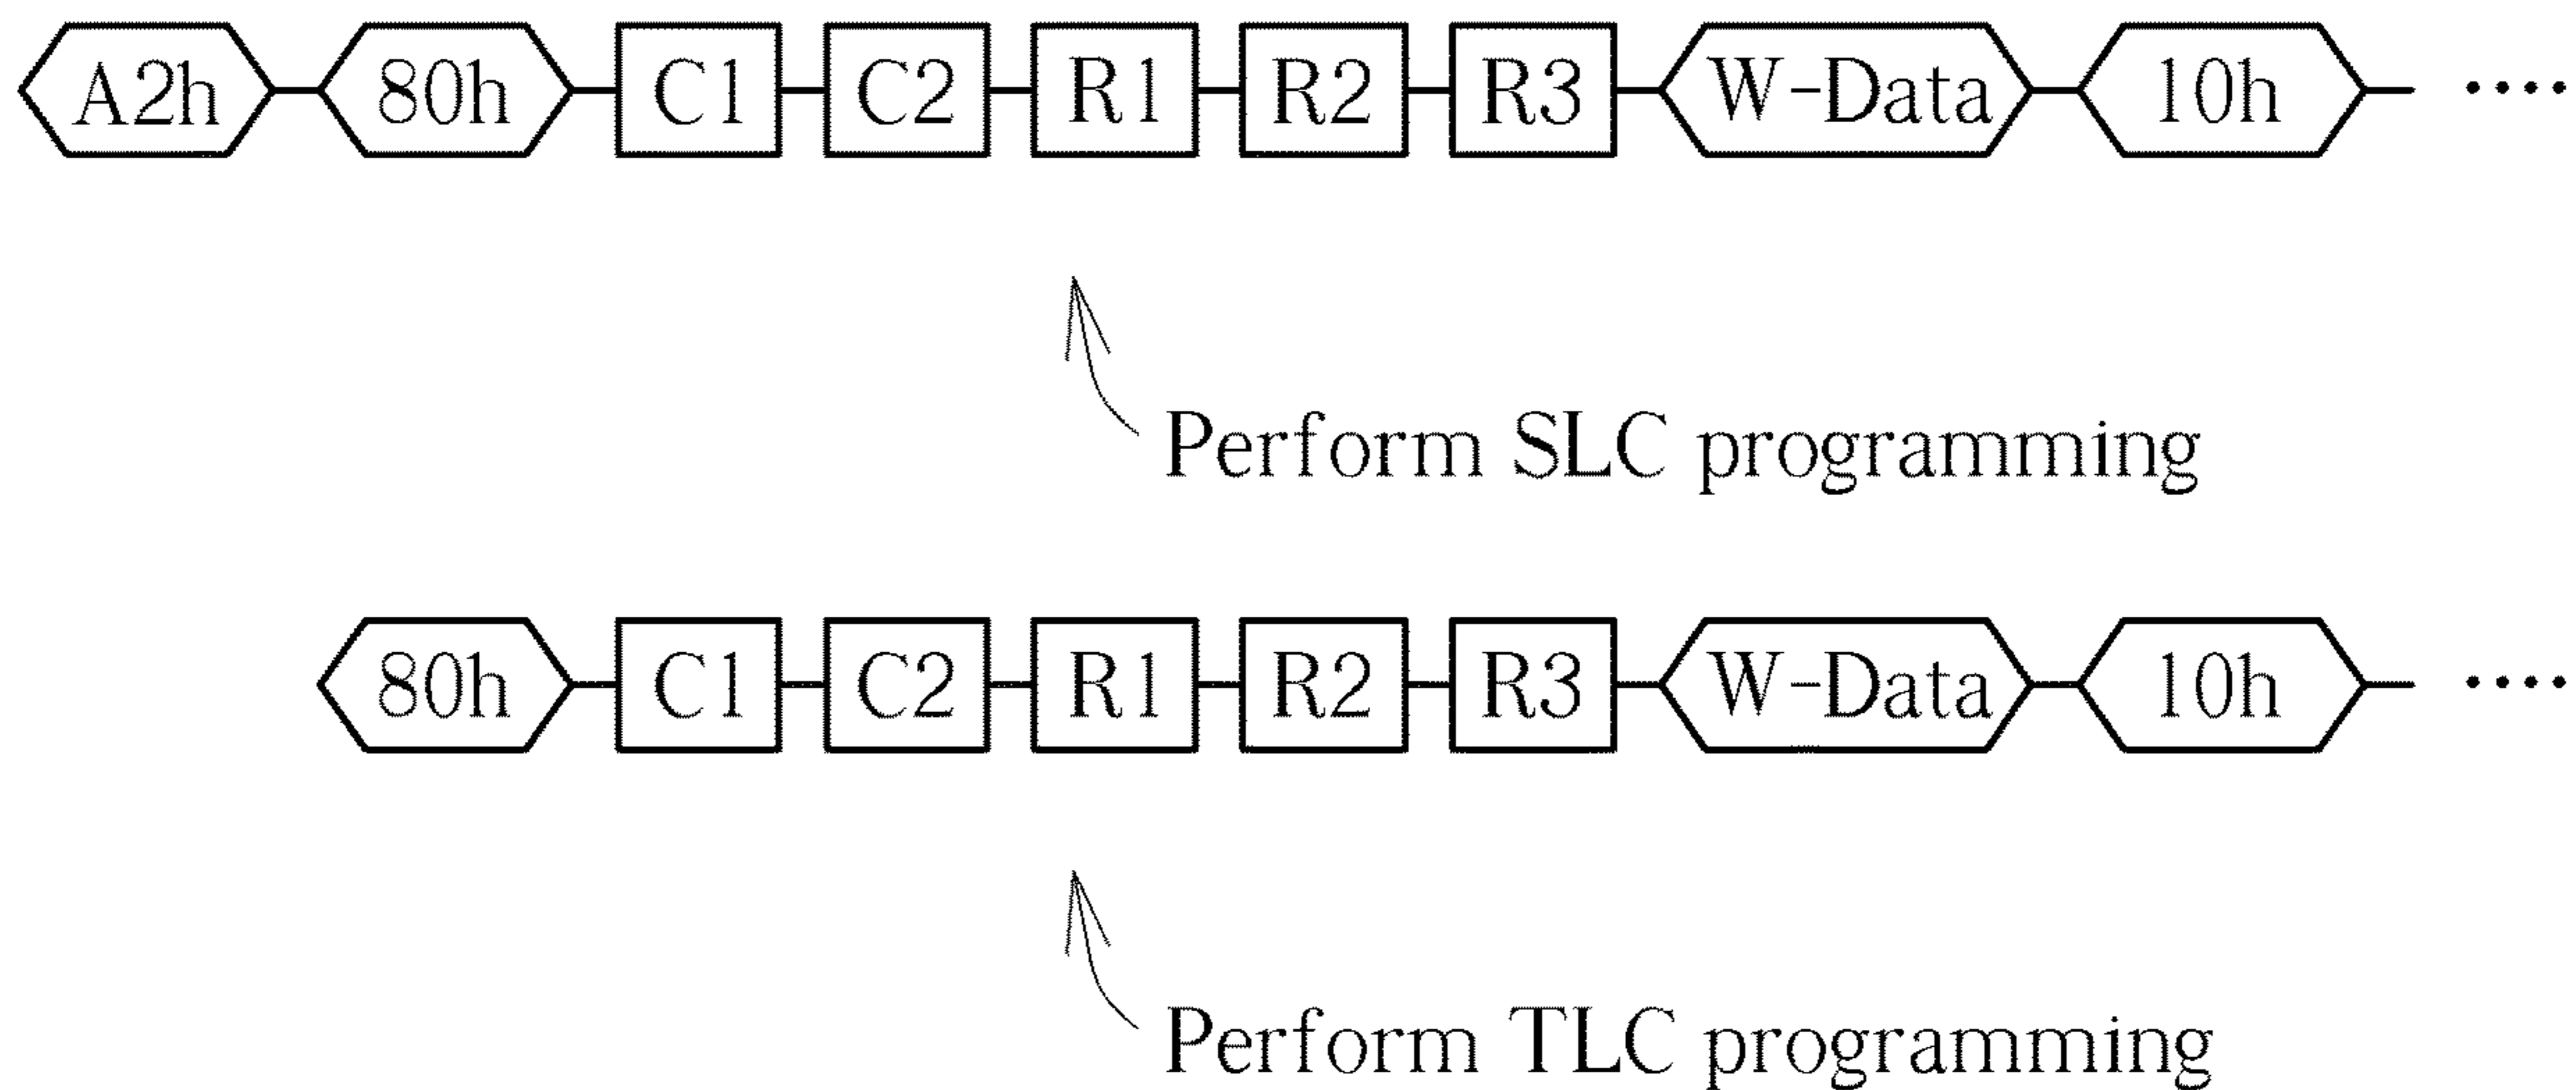 A2h 80h C1 C2 R1 R2 R3 W-Data 10h ....
Perform SLC programming
80h C1 C2 R1 R2 R3 W-Data 10h ....
Perform TLC programming